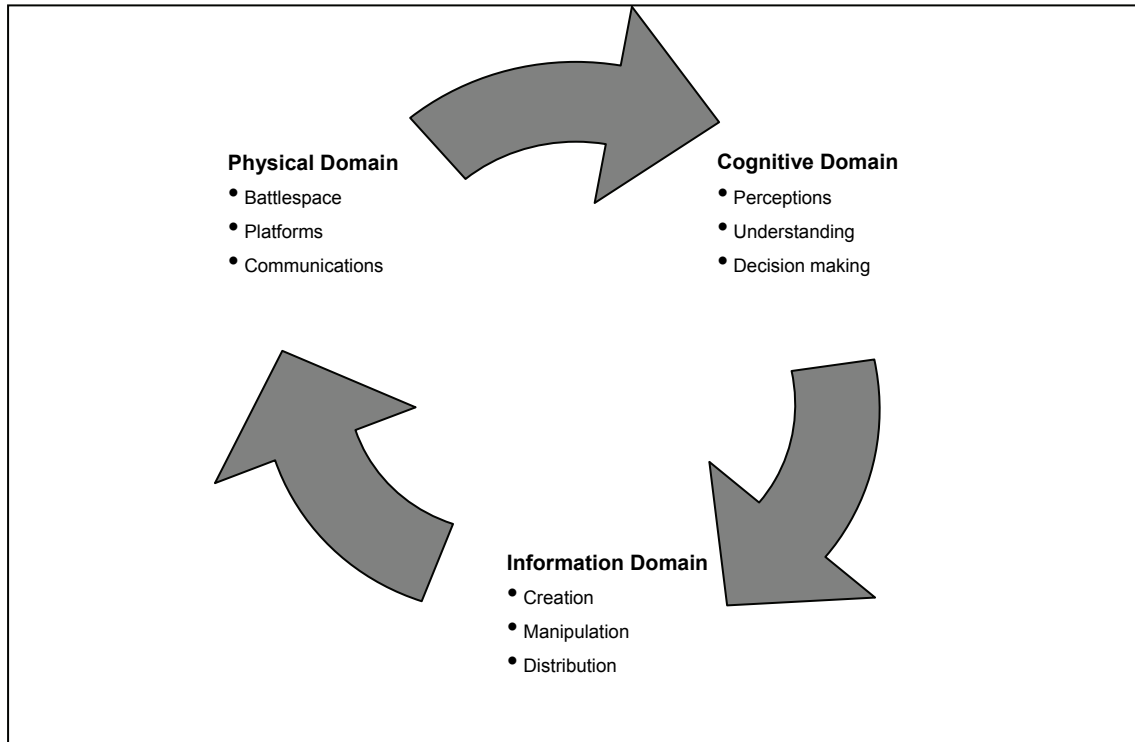 Physical Domain
• Battlespace
• Platforms
• Communications
Cognitive Domain
• Perceptions
• Understanding
• Decision making
Information Domain
• Creation
• Manipulation
• Distribution